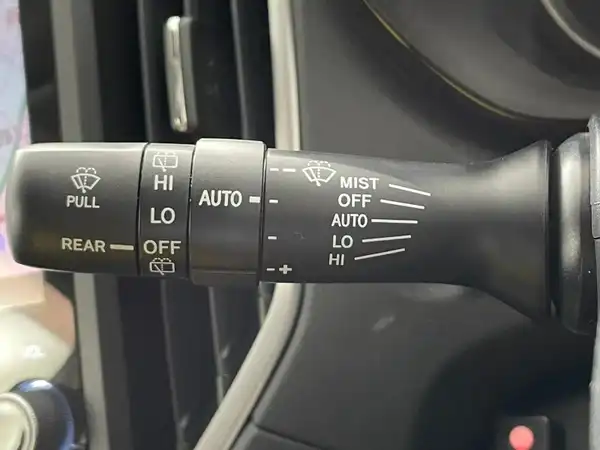 PULL
REAR
HI
LO
OFF
AUTO
- +
MIST
OFF
AUTO
LO
HI